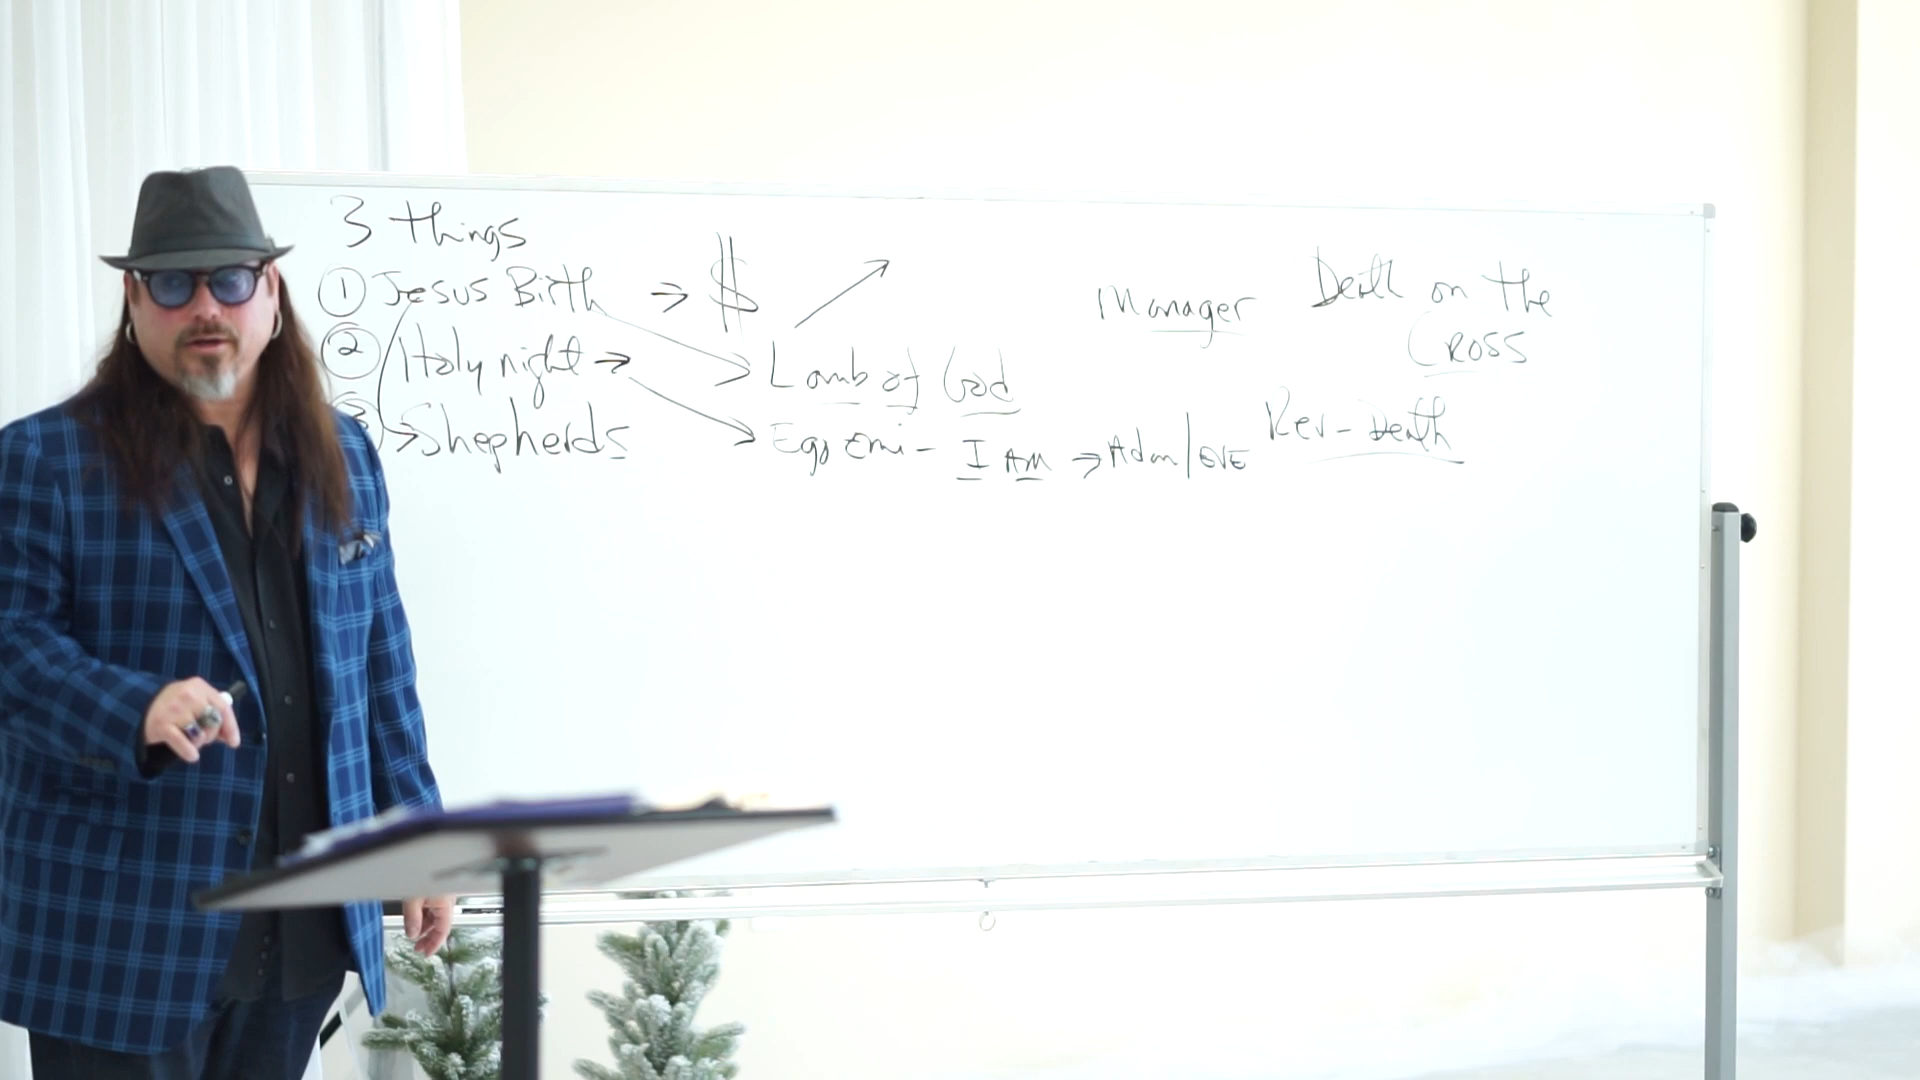 3 things
① Jesus Birth → $
② Holy night →
③ → Shepherds
Lamb of God
Ego Emi - I AM → Adam/EVE
Manager
Death on The
CROSS
Rev - Death